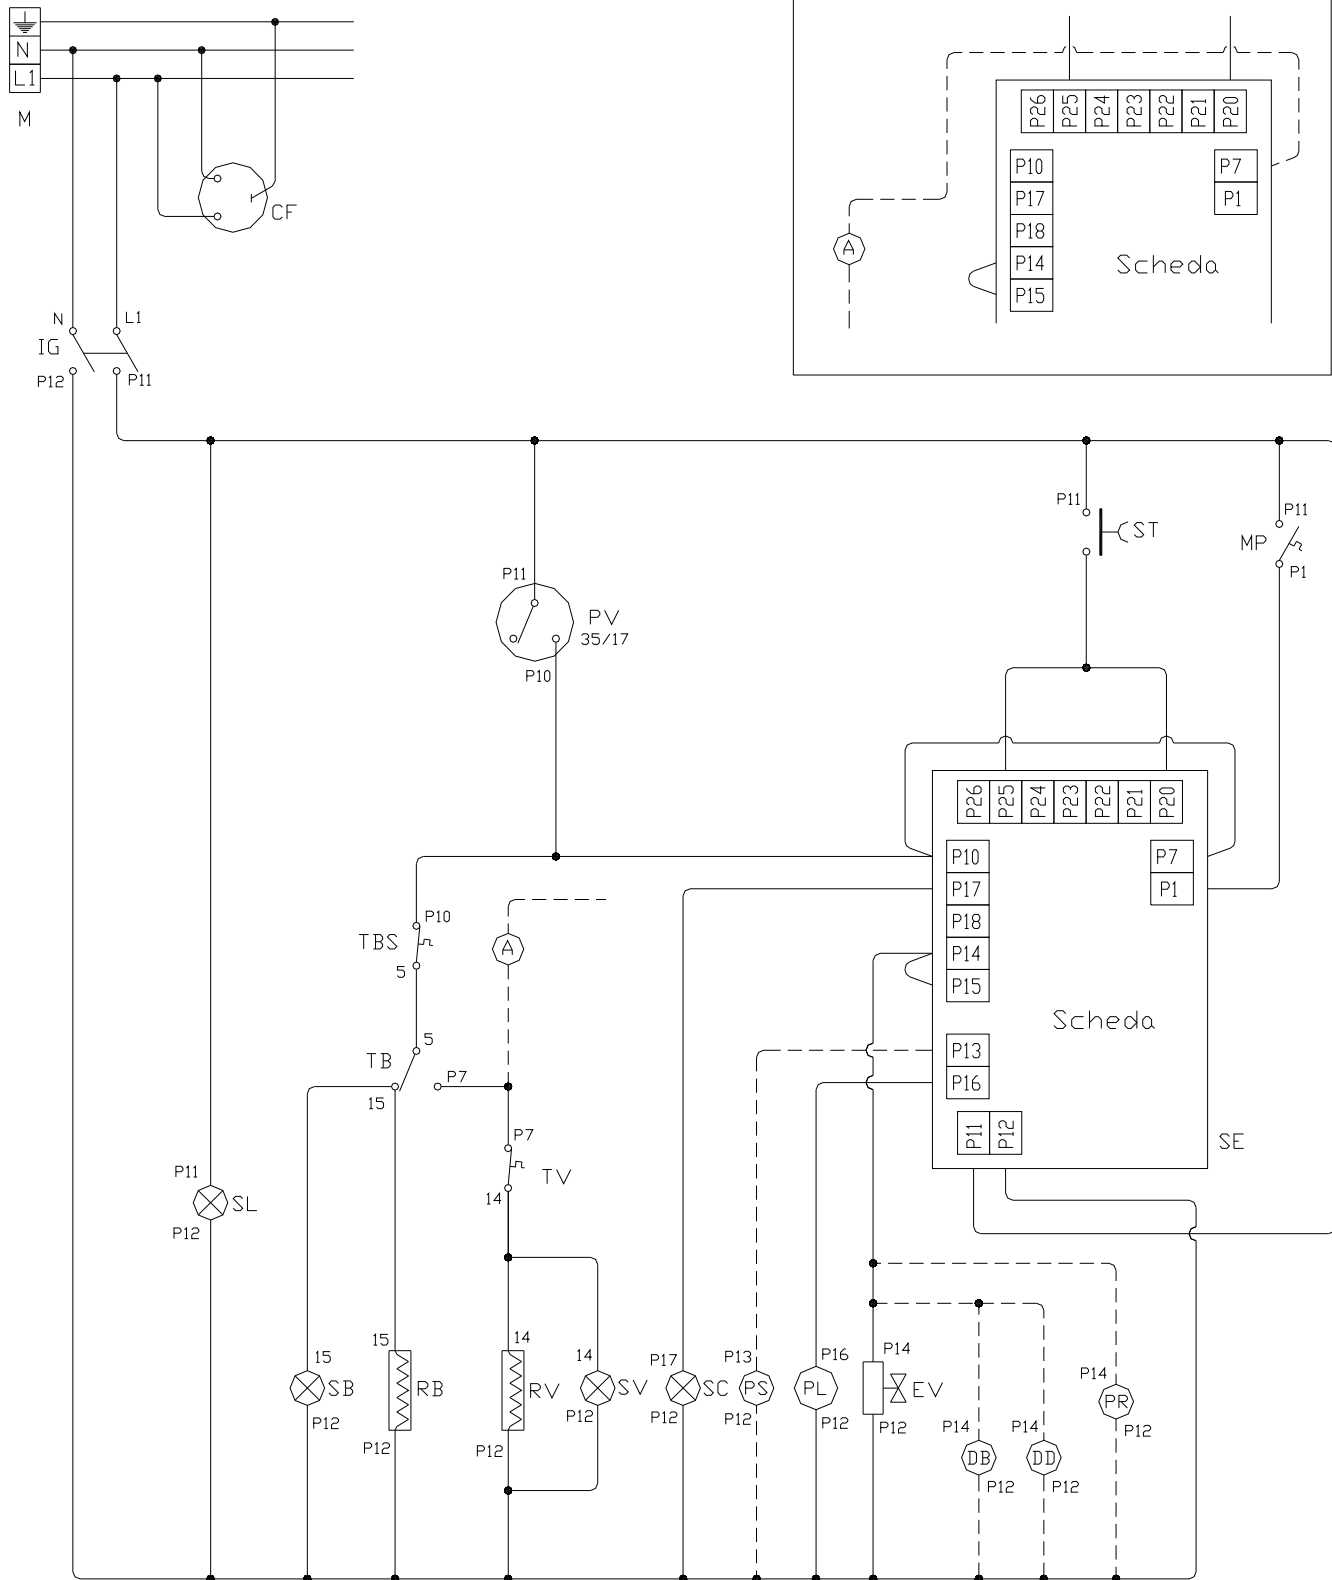 N
L1
M
CF
N
L1
IG
P12
P11
P26 P25 P24 P23 P22 P21 P20
P10
P7
P17
P1
P18
P14
P15
Scheda
A
P11
ST
P11
MP
P1
P11
PV
35/17
P10
P26 P25 P24 P23 P22 P21 P20
P10
P7
P17
P1
P18
P14
P15
Scheda
P13
P16
P11 P12
SE
P10
TBS
5
A
5
TB
15
P7
P7
TV
14
P11
SL
P12
15
SB
P12
15
RB
P12
14
RV
P12
14
SV
P12
P17
SC
P12
P13
PS
P12
P16
PL
P12
P14
EV
P12
P14
DB
P12
P14
DD
P12
P14
PR
P12